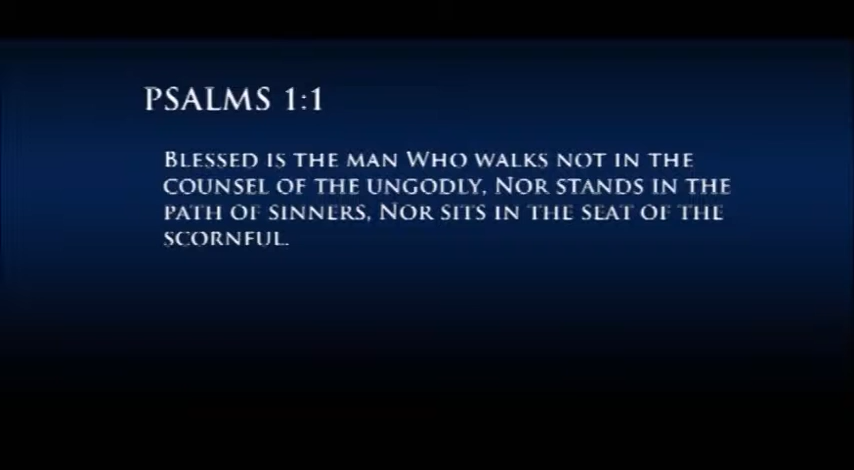 PSALMS 1:1
BLESSED IS THE MAN WHO WALKS NOT IN THE
COUNSEL OF THE UNGODLY, NOR STANDS IN THE
PATH OF SINNERS, NOR SITS IN THE SEAT OF THE
SCORNFUL.